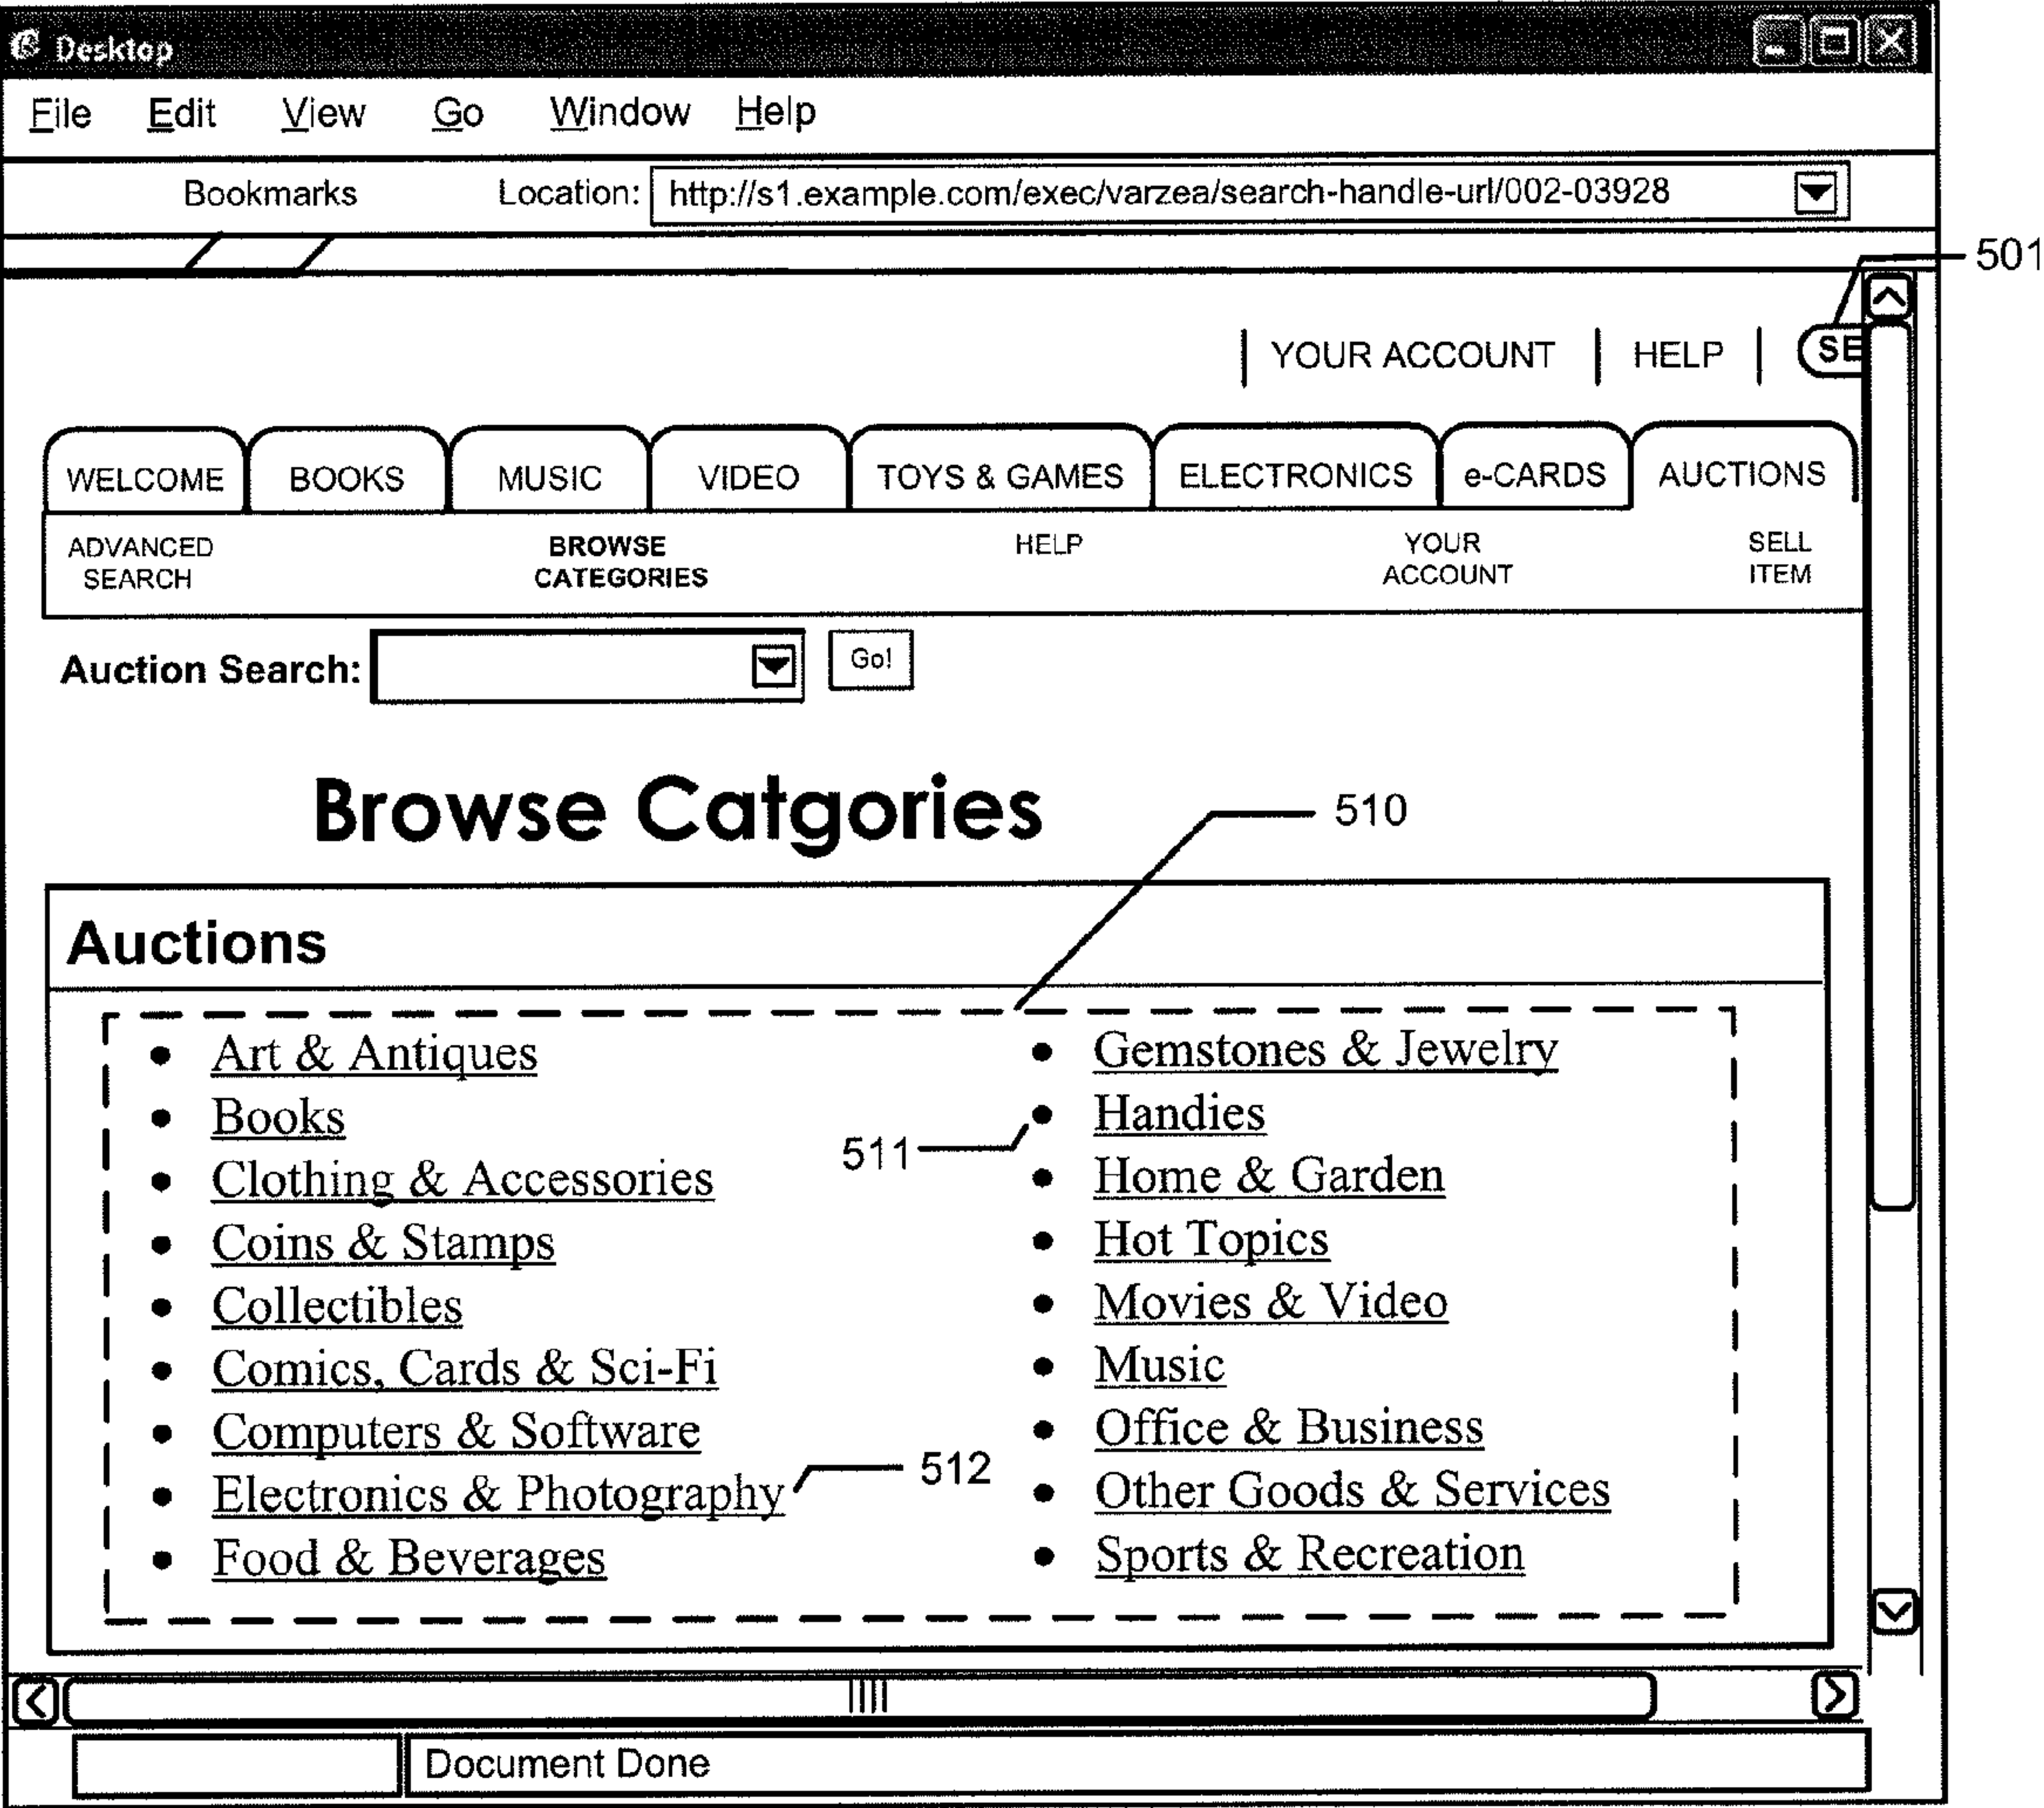 Desktop
File Edit View Go Window Help
Bookmarks Location: http://s1.example.com/exec/varzea/search-handle-url/002-03928
501
YOUR ACCOUNT HELP SE
WELCOME BOOKS MUSIC VIDEO TOYS & GAMES ELECTRONICS e-CARDS AUCTIONS
ADVANCED SEARCH
BROWSE CATEGORIES
HELP
YOUR ACCOUNT
SELL ITEM
Auction Search: Go!
Browse Catgories
510
Auctions
• Art & Antiques
• Books
• Clothing & Accessories
• Coins & Stamps
• Collectibles
• Comics, Cards & Sci-Fi
• Computers & Software
• Electronics & Photography
512
• Food & Beverages
• Gemstones & Jewelry
• Handies
511
• Home & Garden
• Hot Topics
• Movies & Video
• Music
• Office & Business
• Other Goods & Services
• Sports & Recreation
Document Done